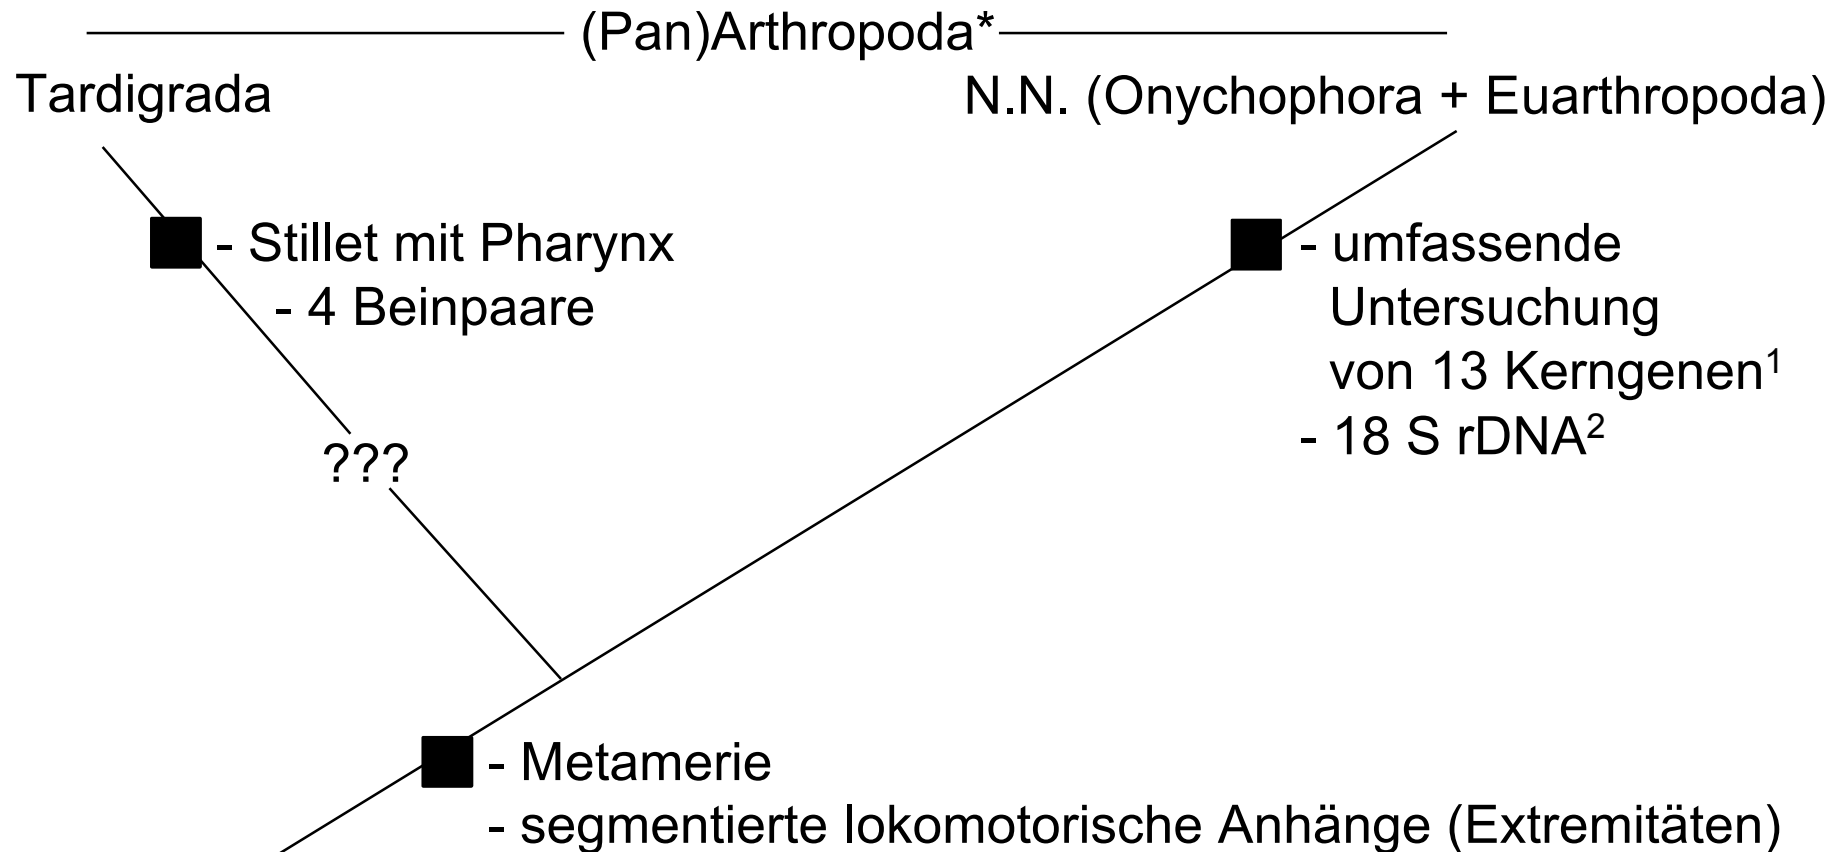 (Pan)Arthropoda*
Tardigrada
N.N. (Onychophora + Euarthropoda)
- Stillet mit Pharynx
- 4 Beinpaare
- umfassende
Untersuchung
von 13 Kerngenen¹
- 18 S rDNA²
???
- Metamerie
- segmentierte lokomotorische Anhänge (Extremitäten)